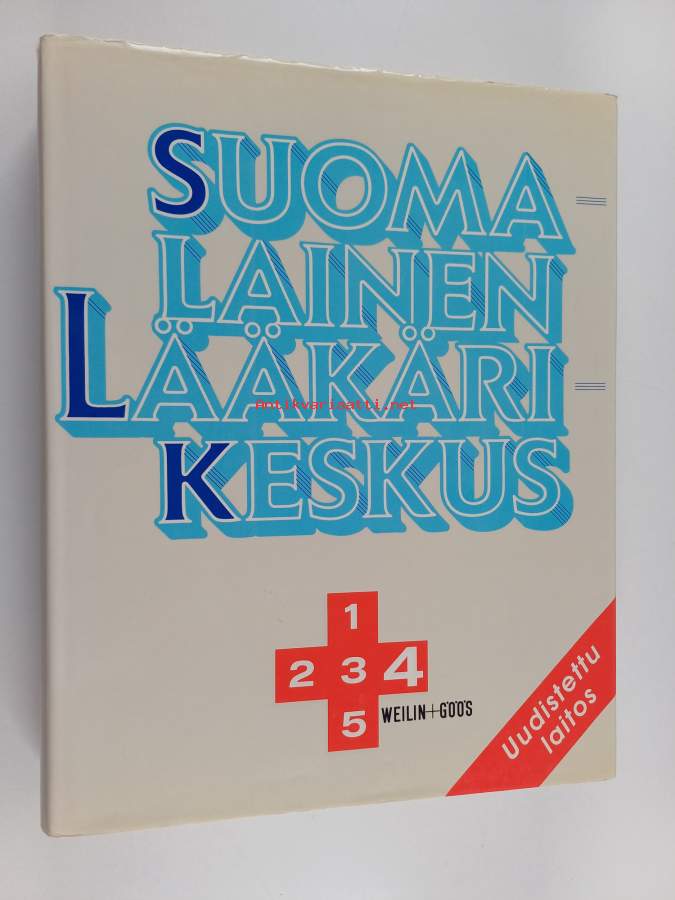 SUOMA-
LAINEN
LÄÄKÄRI-
KESKUS
Antikvariaatti.net
1
2 3 4
5
WEILIN+GÖÖS
Uudistettu
laitos